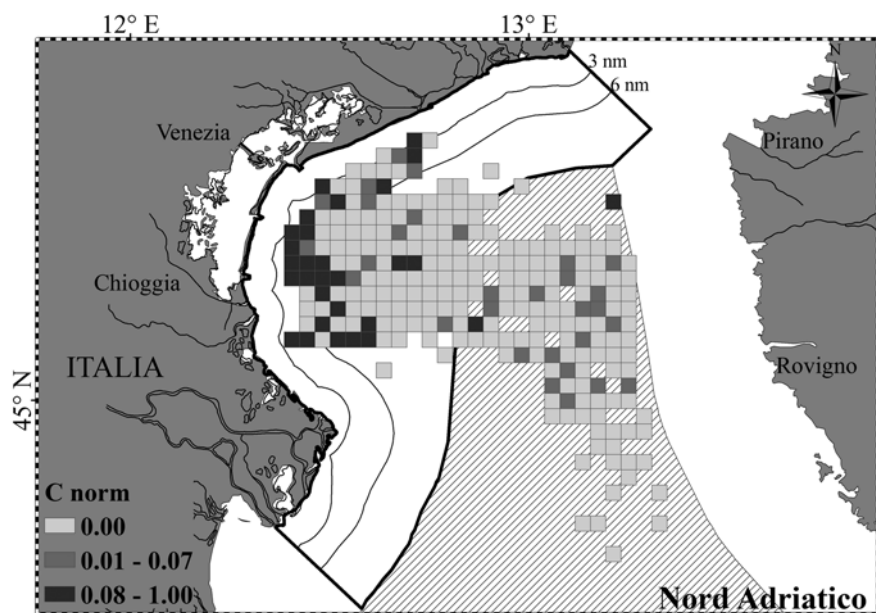 12° E
13° E
N
3 nm
6 nm
Venezia
Pirano
Chioggia
ITALIA
Rovigno
45° N
C norm
0.00
0.01 - 0.07
0.08 - 1.00
Nord Adriatico